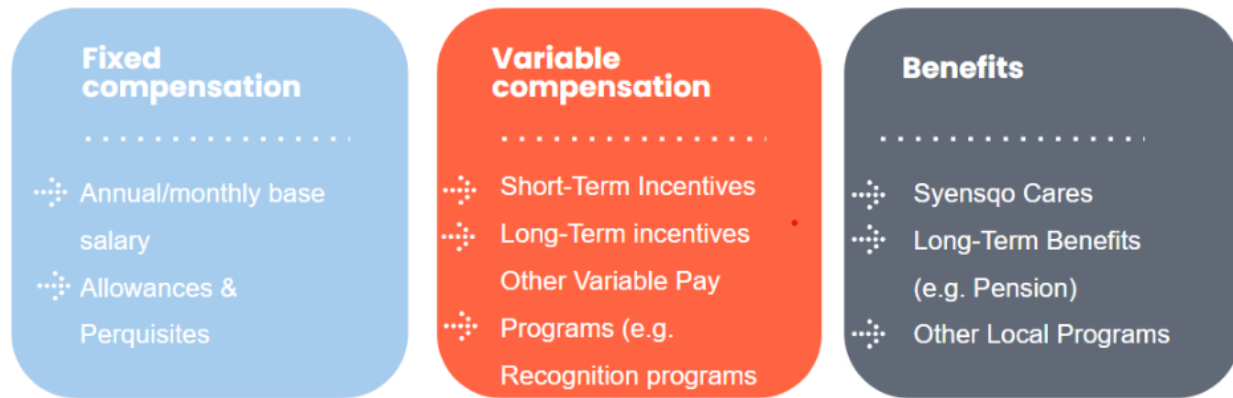 Fixed
compensation
Annual/monthly base
salary
Allowances &
Perquisites
Variable
compensation
Short-Term Incentives
Long-Term incentives
Other Variable Pay
Programs (e.g.
Recognition programs
Benefits
Syensqo Cares
Long-Term Benefits
(e.g. Pension)
Other Local Programs